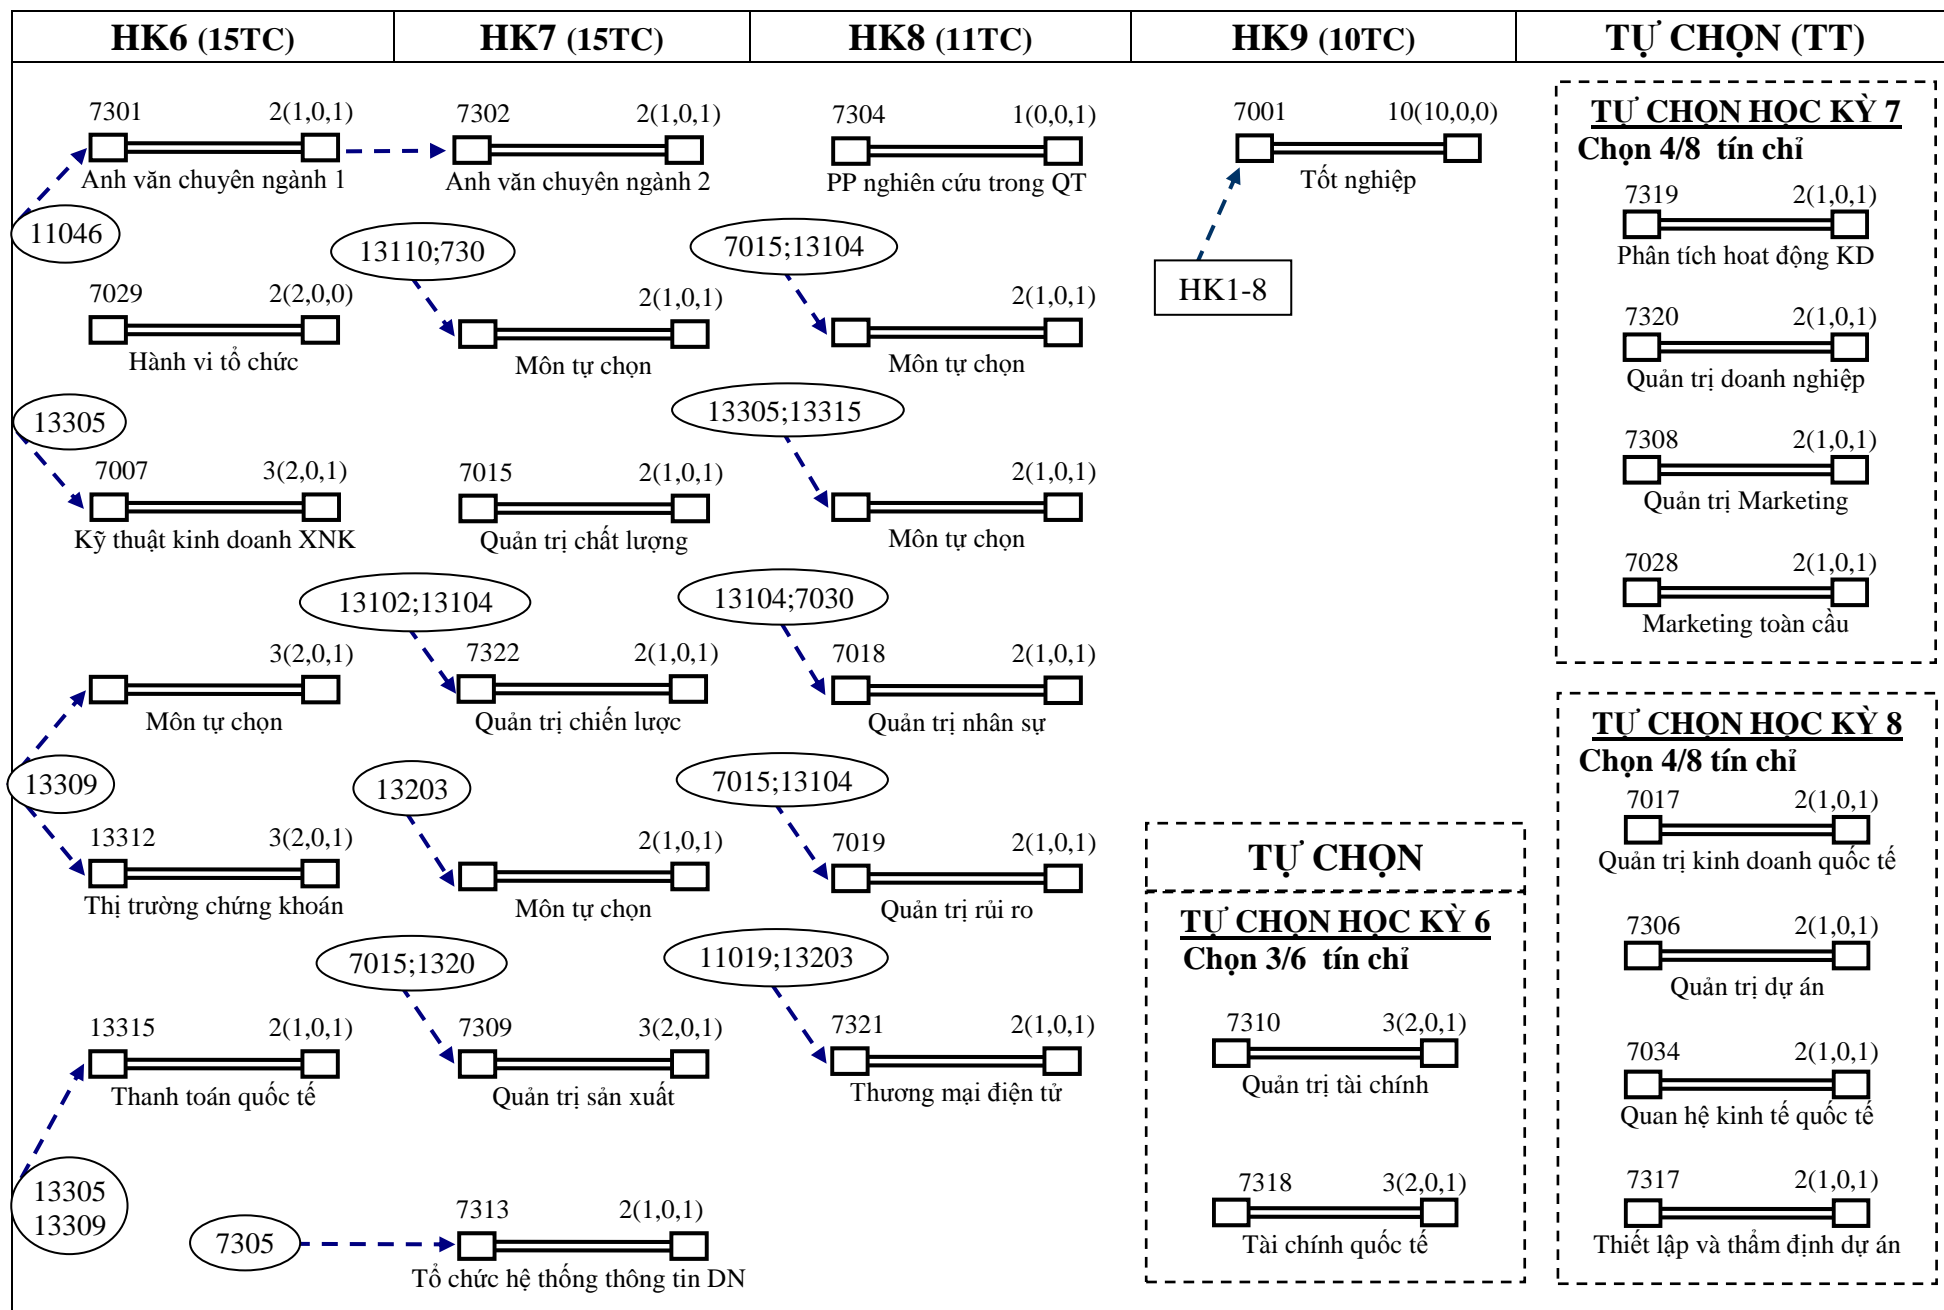 HK6 (15TC)
HK7 (15TC)
HK8 (11TC)
HK9 (10TC)
TỰ CHỌN (TT)
7301 2(1,0,1)
Anh văn chuyên ngành 1
11046
7029 2(2,0,0)
Hành vi tổ chức
13305
7007 3(2,0,1)
Kỹ thuật kinh doanh XNK
3(2,0,1)
Môn tự chọn
13309
13312 3(2,0,1)
Thị trường chứng khoán
13315 2(1,0,1)
Thanh toán quốc tế
13305
13309
7302 2(1,0,1)
Anh văn chuyên ngành 2
13110;730
2(1,0,1)
Môn tự chọn
7015 2(1,0,1)
Quản trị chất lượng
13102;13104
7322 2(1,0,1)
Quản trị chiến lược
13203
2(1,0,1)
Môn tự chọn
7015;1320
7309 3(2,0,1)
Quản trị sản xuất
7305
7313 2(1,0,1)
Tổ chức hệ thống thông tin DN
7304 1(0,0,1)
PP nghiên cứu trong QT
7015;13104
2(1,0,1)
Môn tự chọn
13305;13315
2(1,0,1)
Môn tự chọn
13104;7030
7018 2(1,0,1)
Quản trị nhân sự
7015;13104
7019 2(1,0,1)
Quản trị rủi ro
11019;13203
7321 2(1,0,1)
Thương mại điện tử
7001 10(10,0,0)
Tốt nghiệp
HK1-8
TỰ CHỌN
TỰ CHỌN HỌC KỲ 6
Chọn 3/6 tín chỉ
7310 3(2,0,1)
Quản trị tài chính
7318 3(2,0,1)
Tài chính quốc tế
TỰ CHỌN HỌC KỲ 7
Chọn 4/8 tín chỉ
7319 2(1,0,1)
Phân tích hoat động KD
7320 2(1,0,1)
Quản trị doanh nghiệp
7308 2(1,0,1)
Quản trị Marketing
7028 2(1,0,1)
Marketing toàn cầu
TỰ CHỌN HỌC KỲ 8
Chọn 4/8 tín chỉ
7017 2(1,0,1)
Quản trị kinh doanh quốc tế
7306 2(1,0,1)
Quản trị dự án
7034 2(1,0,1)
Quan hệ kinh tế quốc tế
7317 2(1,0,1)
Thiết lập và thẩm định dự án